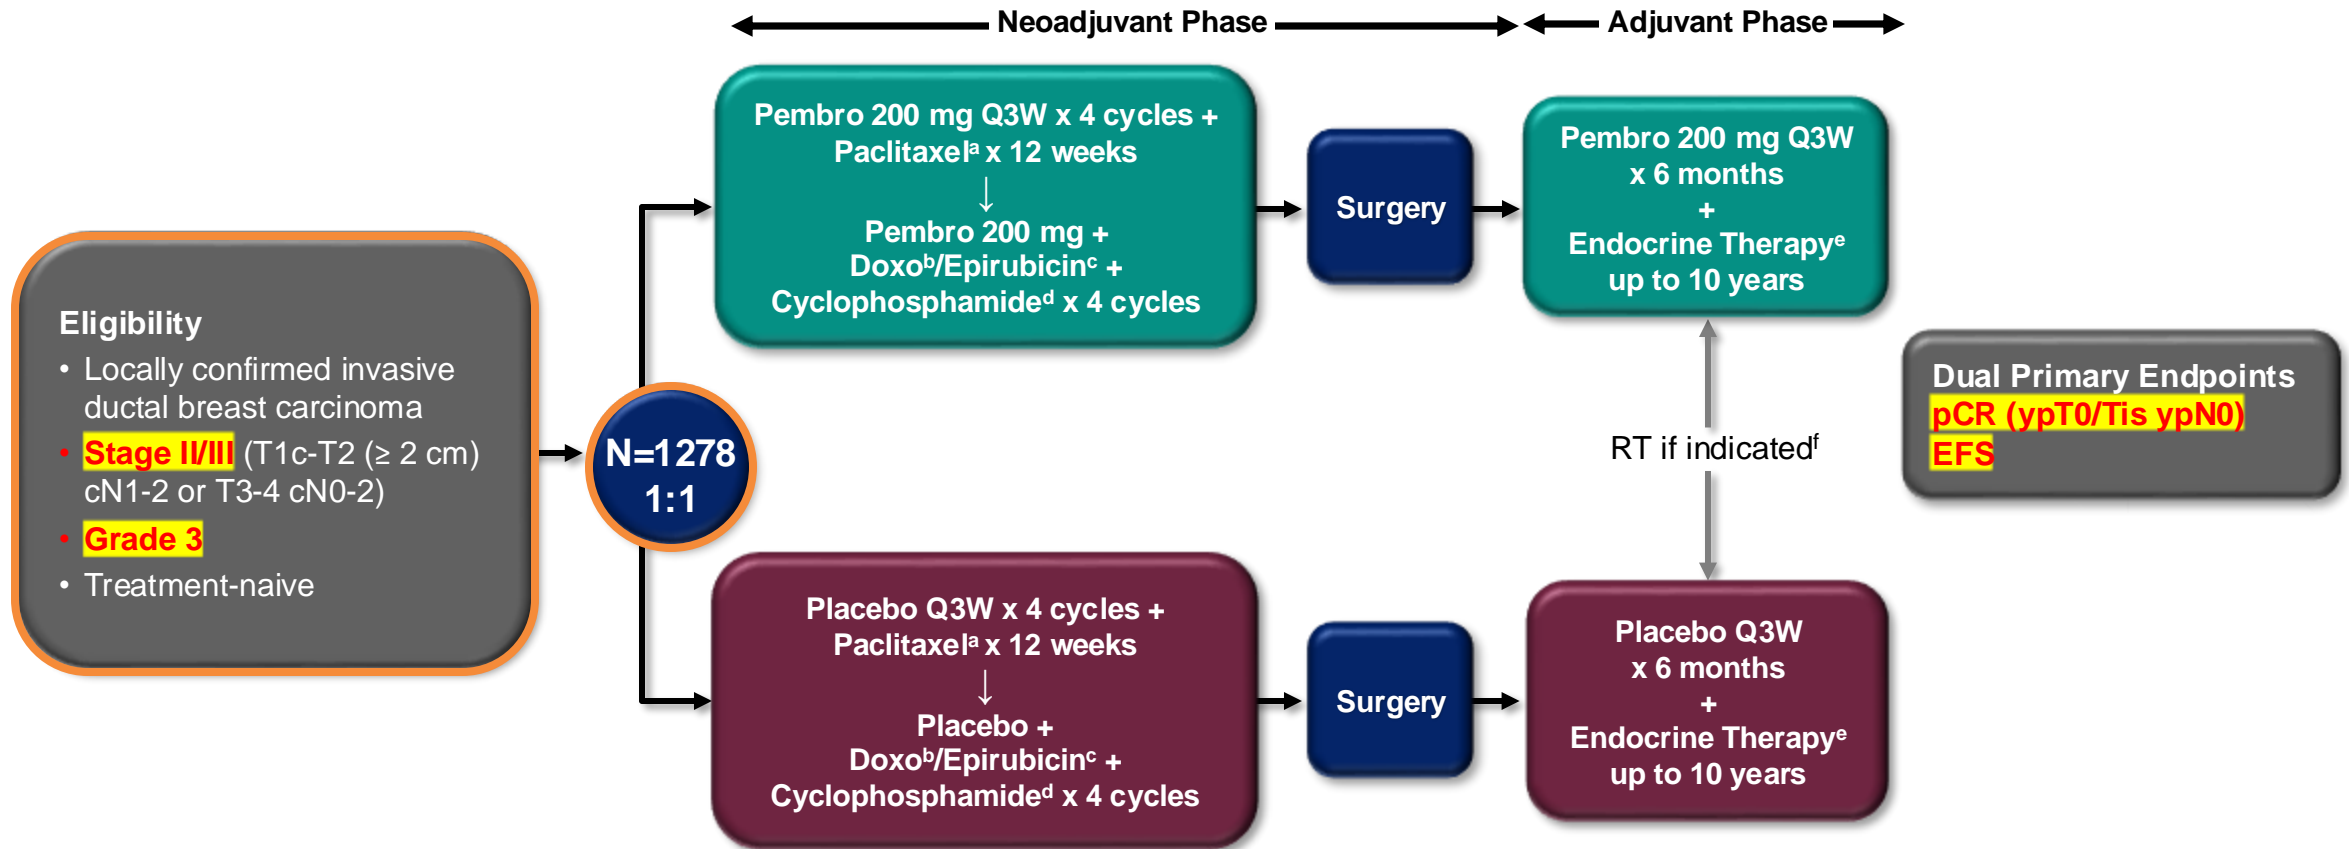 Neoadjuvant Phase
Adjuvant Phase
Eligibility
• Locally confirmed invasive
ductal breast carcinoma
• Stage II/III (T1c-T2 (≥ 2 cm)
cN1-2 or T3-4 cN0-2)
• Grade 3
• Treatment-naive
N=1278
1:1
Pembro 200 mg Q3W x 4 cycles +
Paclitaxelᵃ x 12 weeks
↓
Pembro 200 mg +
Doxoᵇ/Epirubicinᶜ +
Cyclophosphamideᵈ x 4 cycles
Surgery
Pembro 200 mg Q3W
x 6 months
+
Endocrine Therapyᵉ
up to 10 years
RT if indicatedᶠ
Placebo Q3W x 4 cycles +
Paclitaxelᵃ x 12 weeks
↓
Placebo +
Doxoᵇ/Epirubicinᶜ +
Cyclophosphamideᵈ x 4 cycles
Surgery
Placebo Q3W
x 6 months
+
Endocrine Therapyᵉ
up to 10 years
Dual Primary Endpoints
pCR (ypT0/Tis ypN0)
EFS